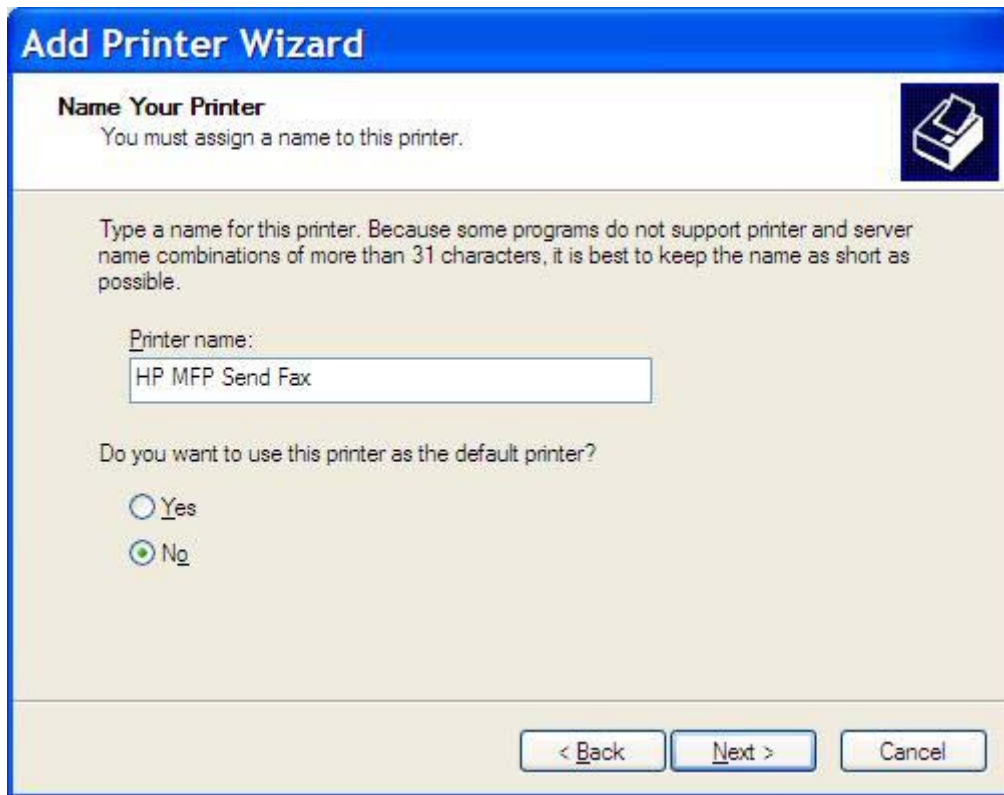 Add Printer Wizard
Name Your Printer
You must assign a name to this printer.
Type a name for this printer. Because some programs do not support printer and server
name combinations of more than 31 characters, it is best to keep the name as short as
possible.
Printer name:
HP MFP Send Fax
Do you want to use this printer as the default printer?
Yes
No
< Back
Next >
Cancel